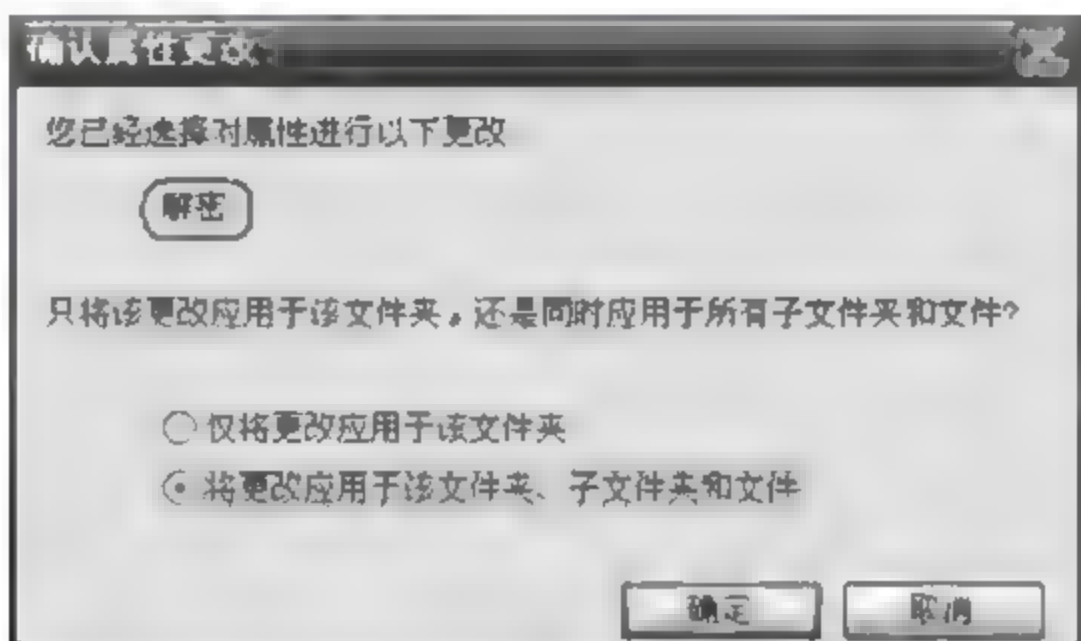 确认属性更改
您已经选择对属性进行以下更改
解密
只将该更改应用于该文件夹，还是同时应用于所有子文件夹和文件?
仅将更改应用于该文件夹
将更改应用于该文件夹、子文件夹和文件
确定 取消